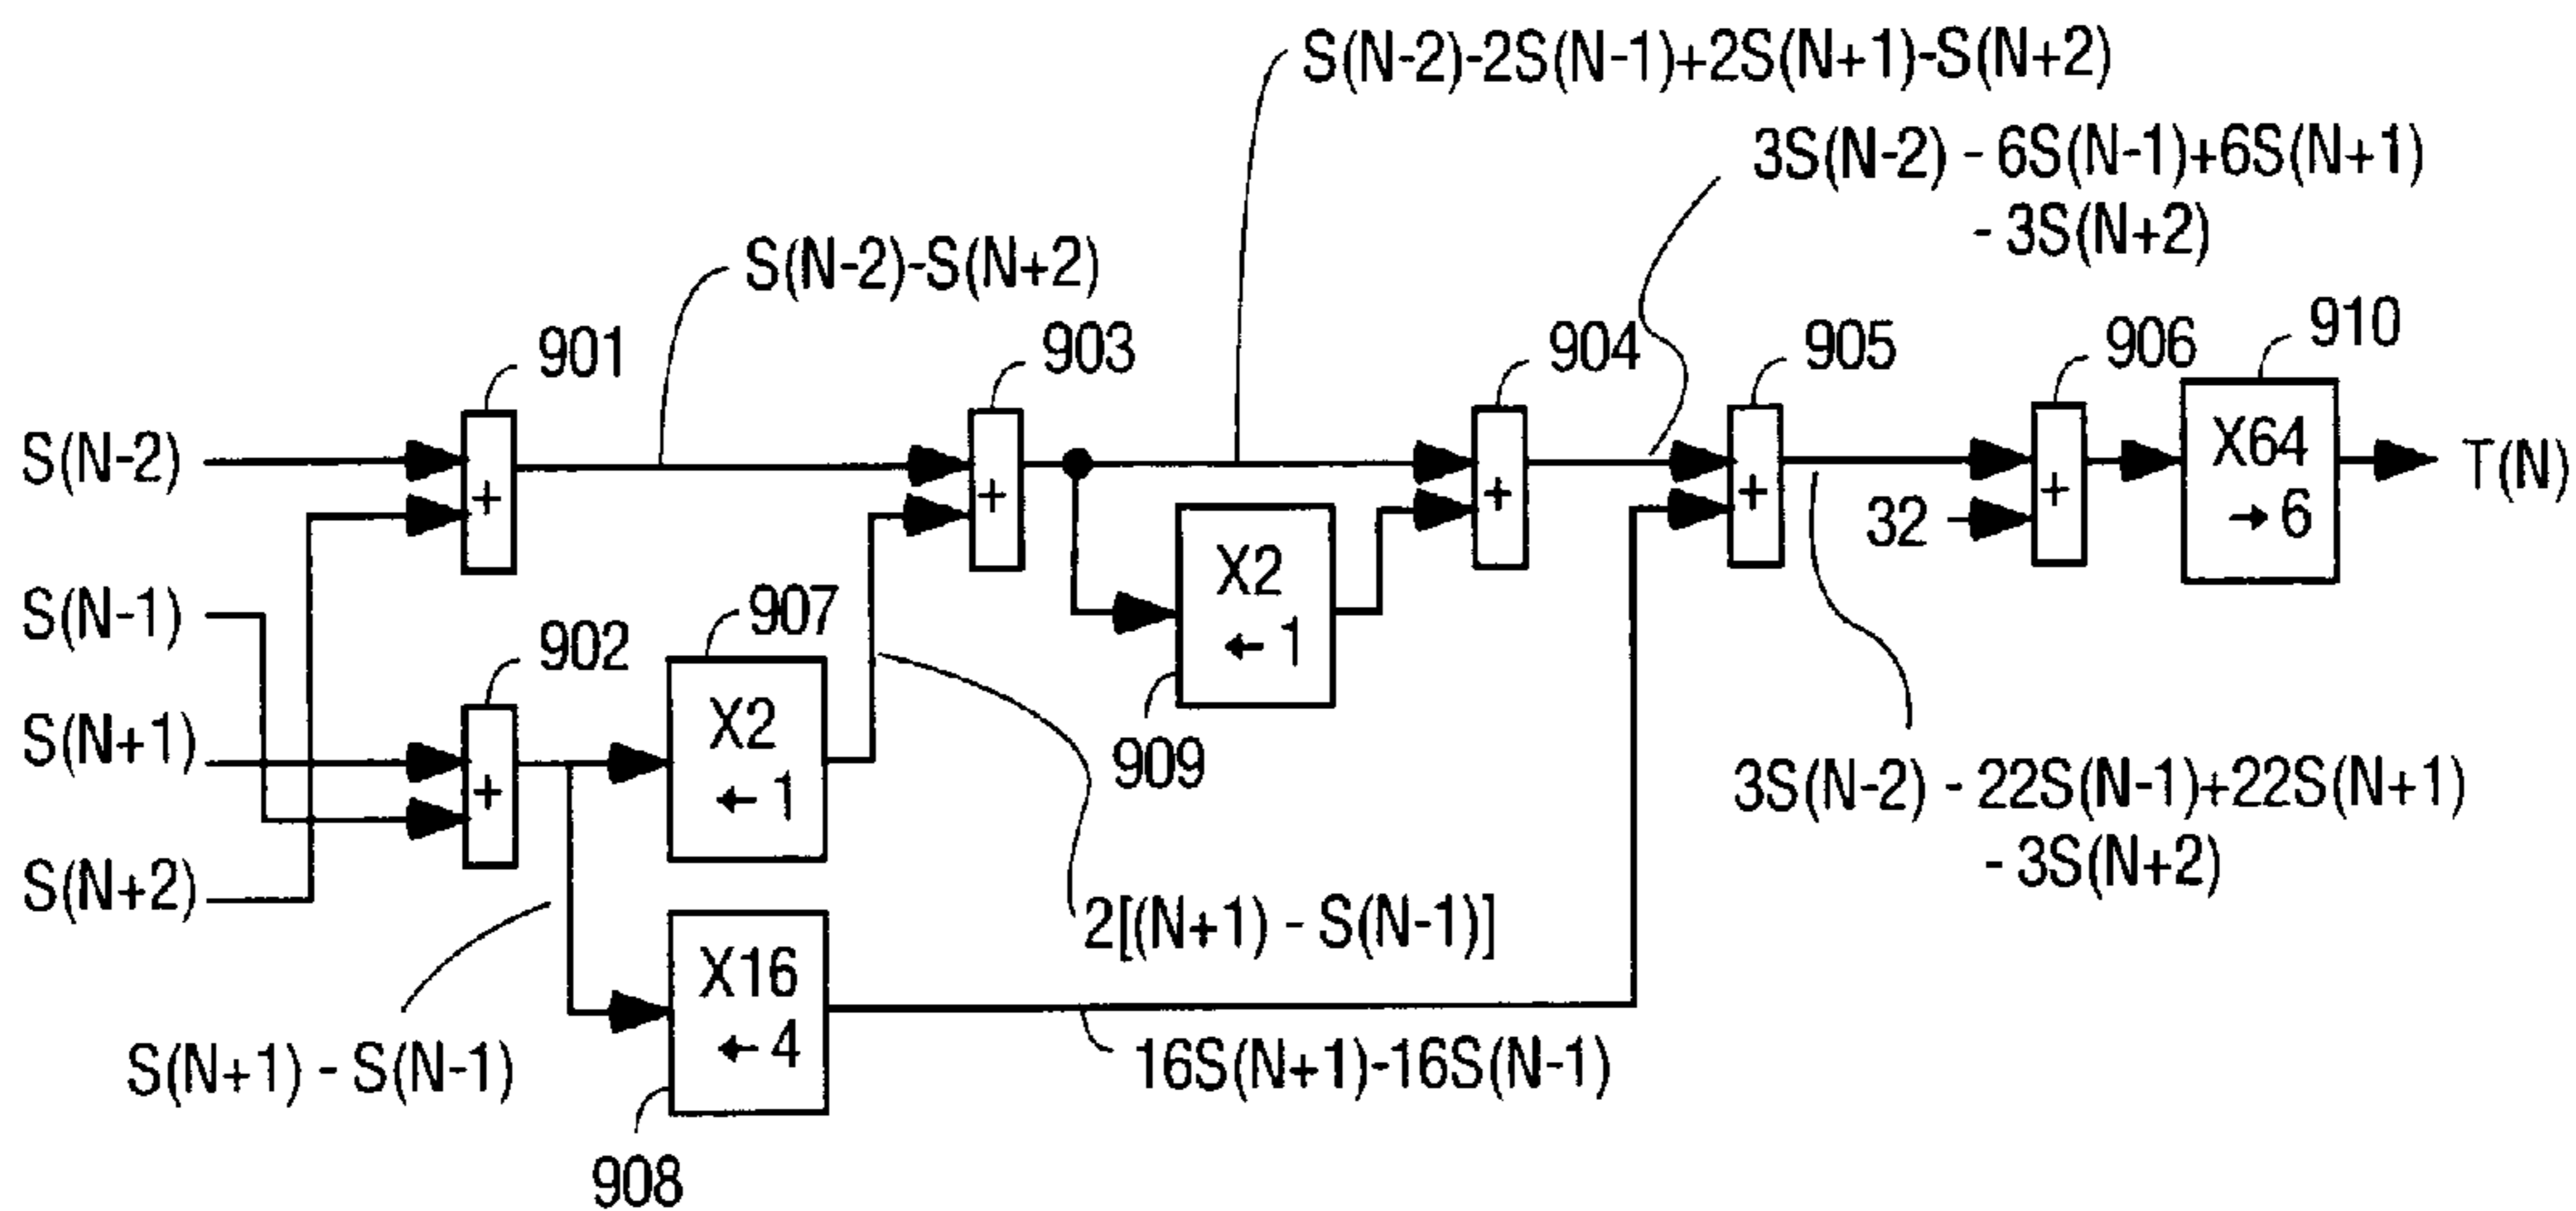 S(N-2)-2S(N-1)+2S(N+1)-S(N+2)
3S(N-2) - 6S(N-1)+6S(N+1)
- 3S(N+2)
S(N-2)-S(N+2)
901
903
904
905
906
910
S(N-2)
+
+
+
+
32
+
X64
→ 6
T(N)
X2
← 1
909
S(N-1)
S(N+1)
S(N+2)
902
+
907
X2
← 1
3S(N-2) - 22S(N-1)+22S(N+1)
- 3S(N+2)
2[(N+1) - S(N-1)]
X16
← 4
908
S(N+1) - S(N-1)
16S(N+1)-16S(N-1)